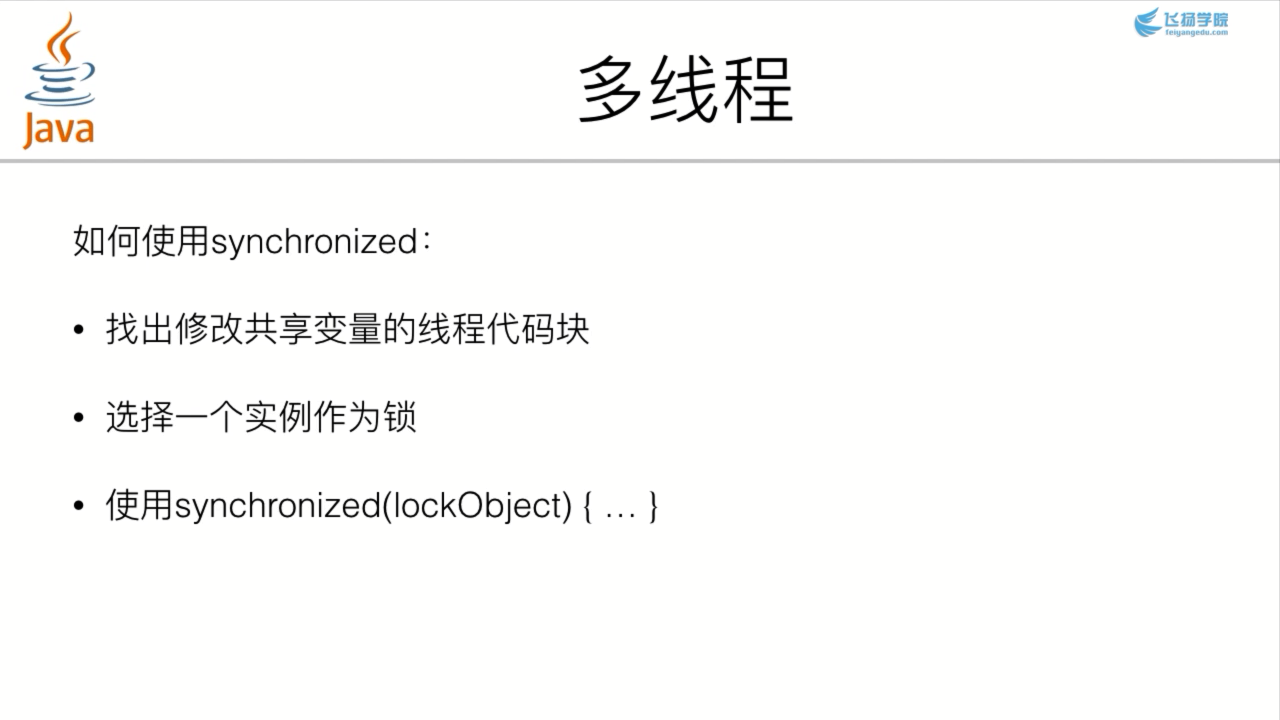 飞扬学院
feiyangedu.com
Java
多线程
如何使用synchronized：
• 找出修改共享变量的线程代码块
• 选择一个实例作为锁
• 使用synchronized(lockObject) { … }